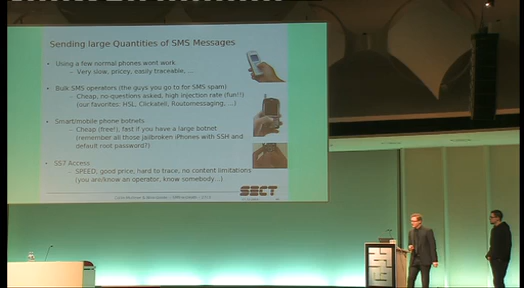 Sending large Quantities of SMS Messages
• Using a few normal phones wont work
– Very slow, pricey, easily traceable, ...
• Bulk SMS operators (the guys you go to for SMS spam)
– Cheap, no-questions asked, high injection rate (fun!!)
(our favorites: HSL, Clickatell, Routomessaging, ...)
• Smart/mobile phone botnets
– Cheap (free!), fast if you have a large botnet
(remember all those jailbroken iPhones with SSH and
default root password?)
• SS7 Access
– SPEED, good price, hard to trace, no content limitations
(you are/know an operator, know somebody...)
SECT